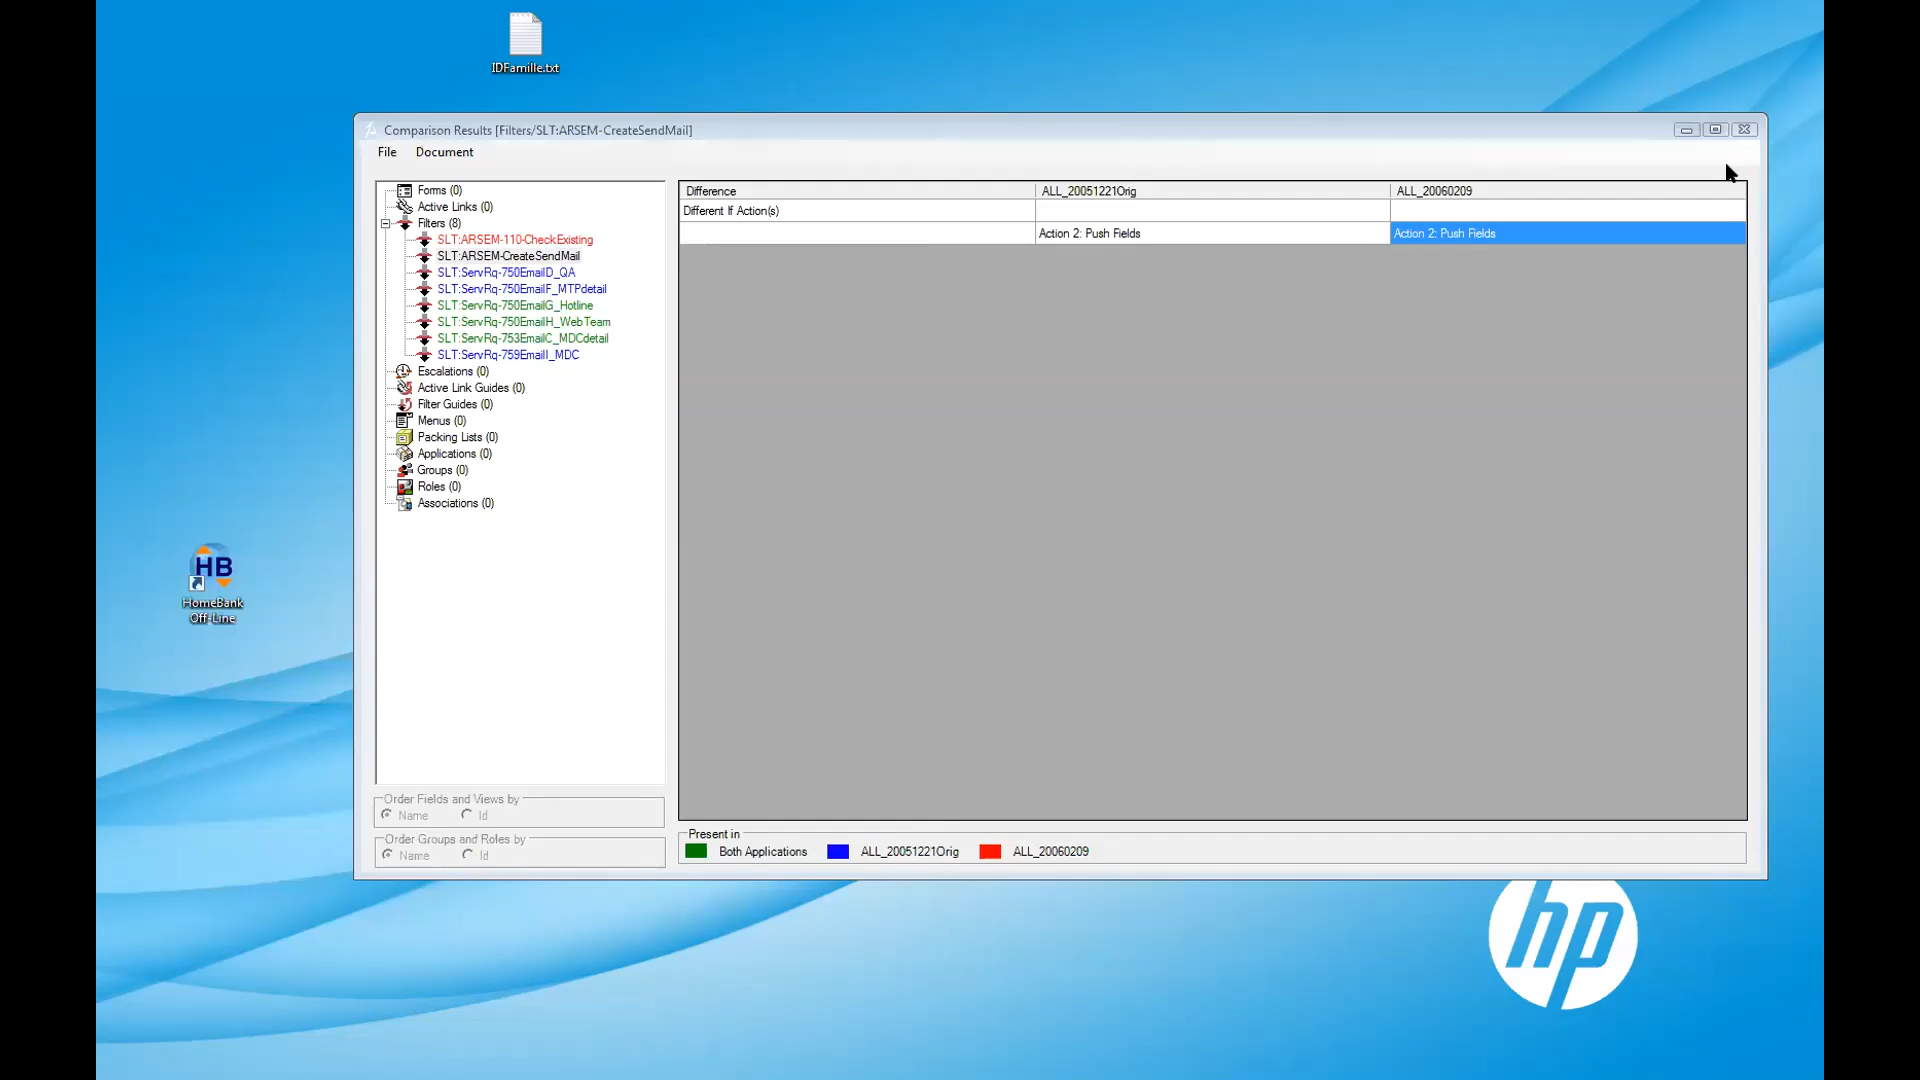 IDFamille.txt
Comparison Results [Filters/SLT:ARSEM-CreateSendMail]
File Document
Forms (0)
Active Links (0)
Filters (8)
SLT:ARSEM-110-CheckExisting
SLT:ARSEM-CreateSendMail
SLT:ServRq-750EmailD_QA
SLT:ServRq-750EmailF_MTPdetail
SLT:ServRq-750EmailG_Hotline
SLT:ServRq-750EmailH_WebTeam
SLT:ServRq-753EmailC_MDCdetail
SLT:ServRq-759EmailI_MDC
Escalations (0)
Active Link Guides (0)
Filter Guides (0)
Menus (0)
Packing Lists (0)
Applications (0)
Groups (0)
Roles (0)
Associations (0)
Difference ALL_20051221Orig ALL_20060209
Different If Action(s)
Action 2: Push Fields Action 2: Push Fields
Order Fields and Views by
Name Id
Order Groups and Roles by
Name Id
Present in
Both Applications ALL_20051221Orig ALL_20060209
HB
HomeBank
Off-Line
hp